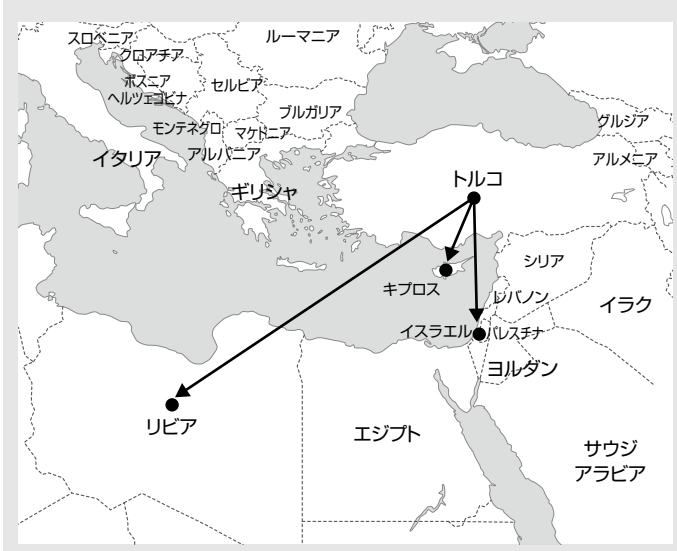 スロベニア
ルーマニア
クロアチア
ボスニア
ヘルツェゴビナ
セルビア
ブルガリア
モンテネグロ
マケドニア
グルジア
イタリア
アルバニア
アルメニア
ギリシャ
トルコ
シリア
キプロス
レバノン
イラク
イスラエル
パレスチナ
ヨルダン
リビア
エジプト
サウジ
アラビア